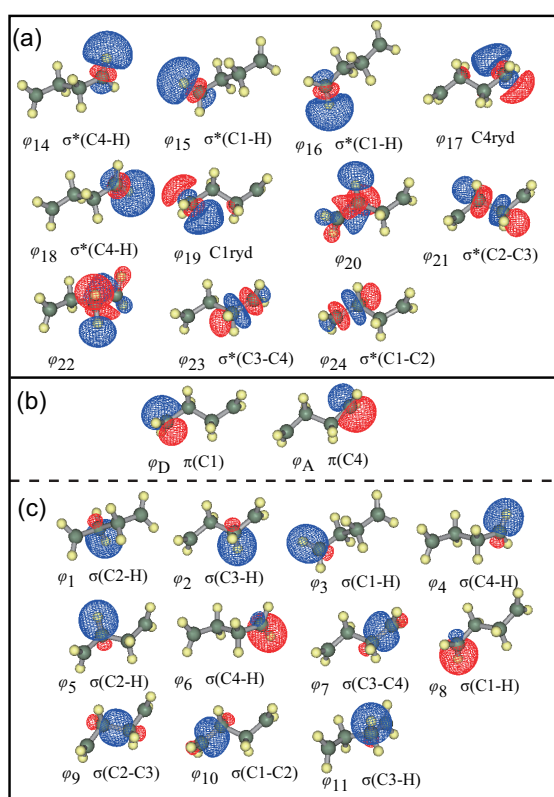 (a)
φ14 σ*(C4-H) φ15 σ*(C1-H) φ16 σ*(C1-H) φ17 C4ryd
φ18 σ*(C4-H) φ19 C1ryd φ20 φ21 σ*(C2-C3)
φ22 φ23 σ*(C3-C4) φ24 σ*(C1-C2)
(b)
φD π(C1) φA π(C4)
(c)
φ1 σ(C2-H) φ2 σ(C3-H) φ3 σ(C1-H) φ4 σ(C4-H)
φ5 σ(C2-H) φ6 σ(C4-H) φ7 σ(C3-C4) φ8 σ(C1-H)
φ9 σ(C2-C3) φ10 σ(C1-C2) φ11 σ(C3-H)